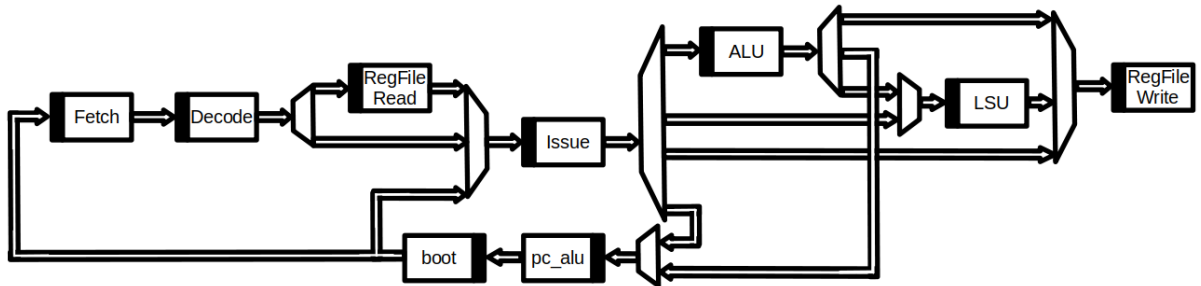 ALU
RegFile
Read
RegFile
Write
Fetch
Decode
LSU
Issue
boot
pc_alu